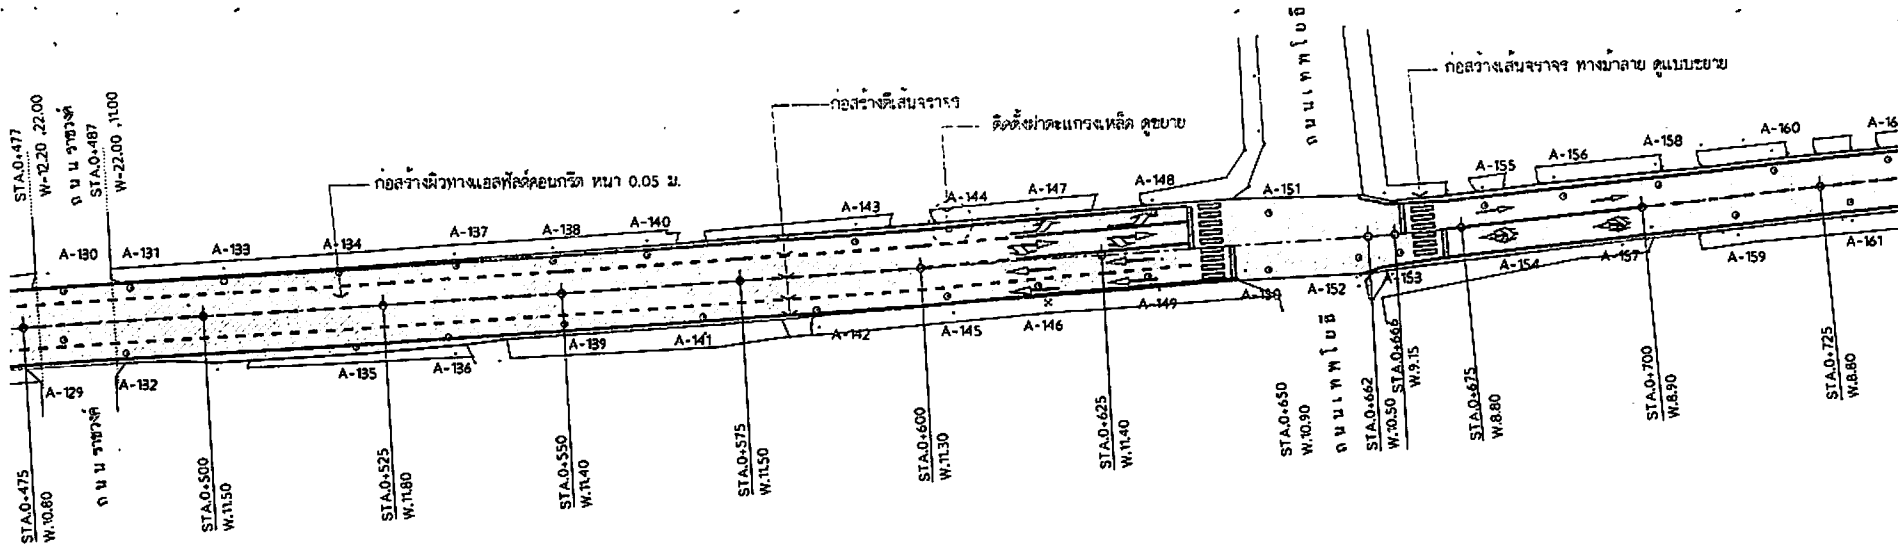 STA.0+477
W-12.20 ,22.00
ถนน ราชวงค์
STA.0+487
W-22.00 ,11.00
ก่อสร้างผิวทางแอสฟัลต์คอนกรีต หนา 0.05 ม.
ก่อสร้างตีเส้นจราจร
ติดตั้งฝาตะแกรงเหล็ก ดูขยาย
ถนนเทพโยธี
ก่อสร้างเส้นจราจร ทางม้าลาย ดูแบบขยาย
A-130
A-131
A-133
A-134
A-137
A-138
A-140
A-143
A-144
A-147
A-148
A-151
A-155
A-156
A-158
A-160
A-129
A-132
A-135
A-136
A-139
A-141
A-142
A-145
A-146
A-149
A-150
A-152
A-153
A-154
A-157
A-159
A-161
ถนน ราชวงค์
ถนนเทพโยธี
STA.0+475
W.10.80
STA.0+500
W.11.50
STA.0+525
W.11.80
STA.0+550
W.11.40
STA.0+575
W.11.50
STA.0+600
W.11.30
STA.0+625
W.11.40
STA.0+650
W.10.90
STA.0+662
W.10.50
STA.0+666
W.9.15
STA.0+675
W.8.80
STA.0+700
W.8.90
STA.0+725
W.8.80